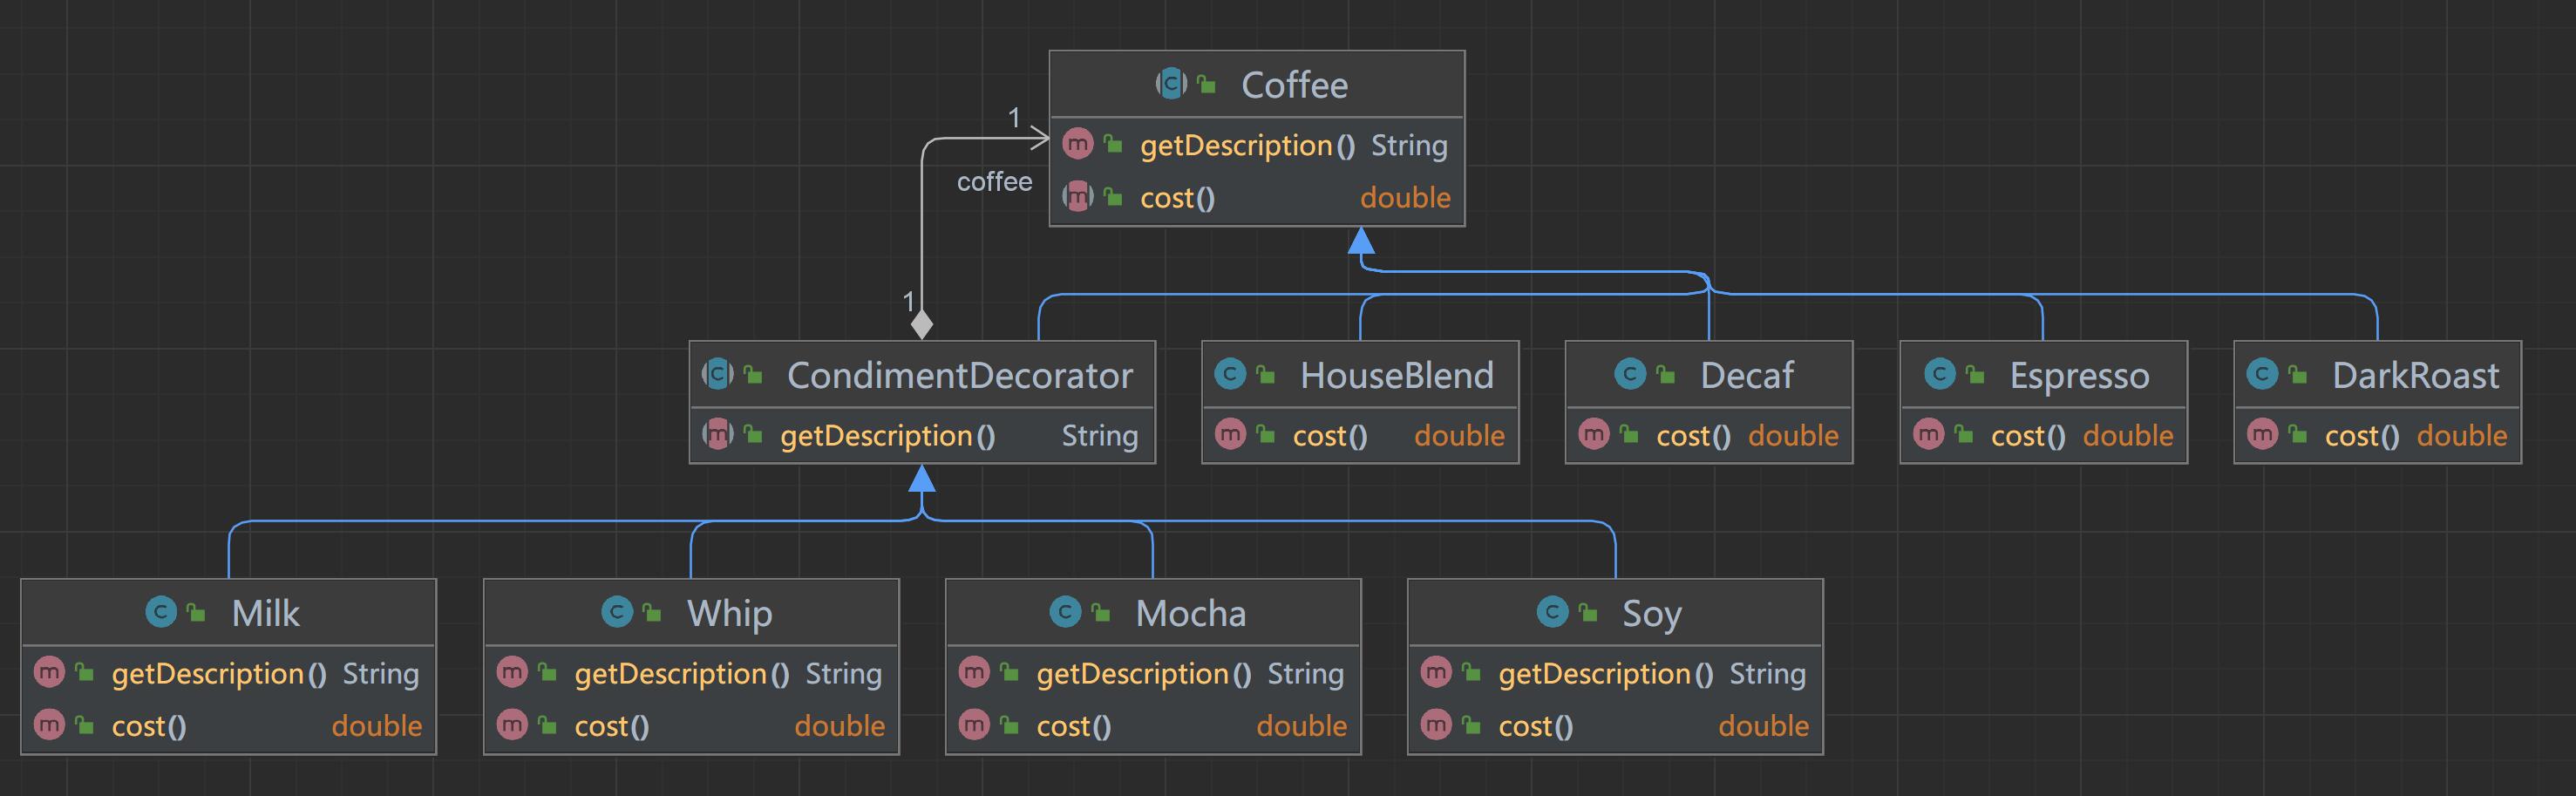 Coffee
1
getDescription() String
coffee
cost() double
1
CondimentDecorator
getDescription() String
HouseBlend
cost() double
Decaf
cost() double
Espresso
cost() double
DarkRoast
cost() double
Milk
getDescription() String
cost() double
Whip
getDescription() String
cost() double
Mocha
getDescription() String
cost() double
Soy
getDescription() String
cost() double